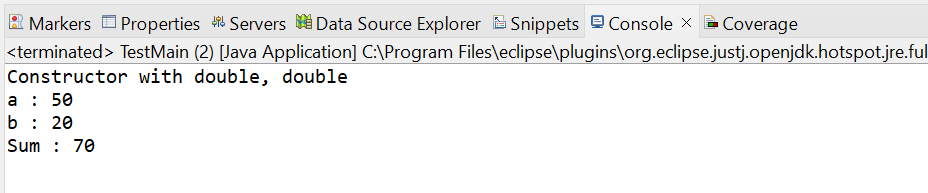 Markers Properties Servers Data Source Explorer Snippets Console Coverage
<terminated> TestMain (2) [Java Application] C:\Program Files\eclipse\plugins\org.eclipse.justj.openjdk.hotspot.jre.full
Constructor with double, double
a : 50
b : 20
Sum : 70